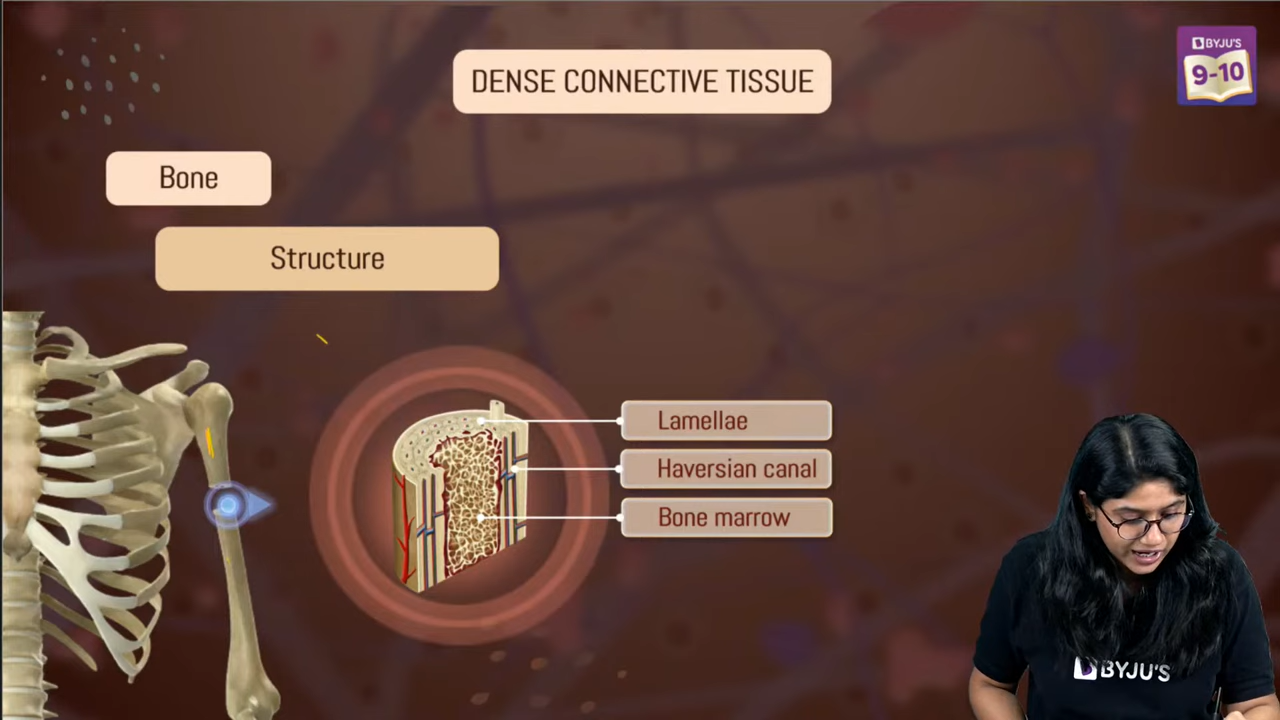 DENSE CONNECTIVE TISSUE
BYJU'S
9-10
Bone
Structure
Lamellae
Haversian canal
Bone marrow
BYJU'S